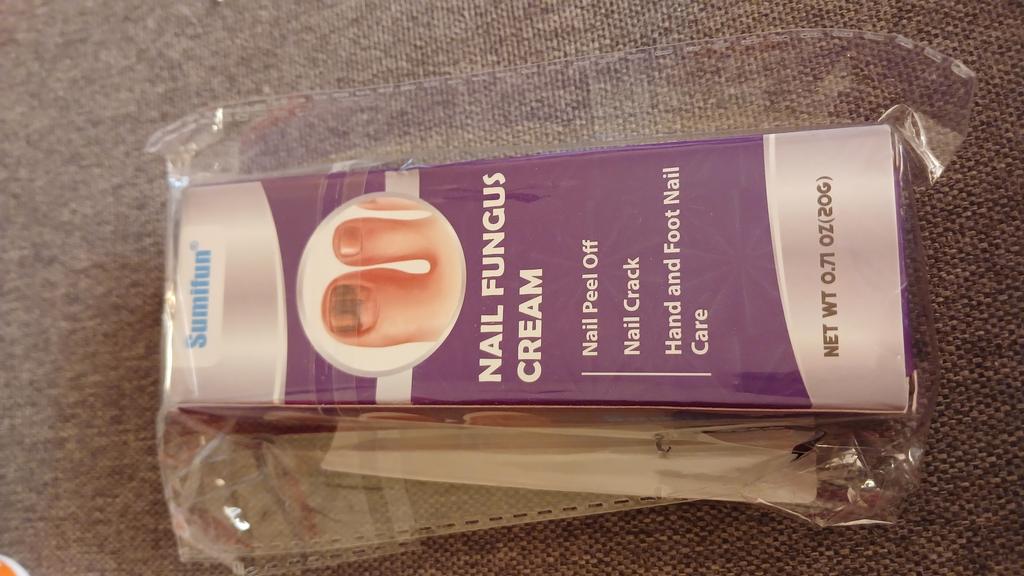 Sumifun®
NAIL FUNGUS
CREAM
Nail Peel Off
Nail Crack
Hand and Foot Nail
Care
NET WT 0.71 OZ(20G)